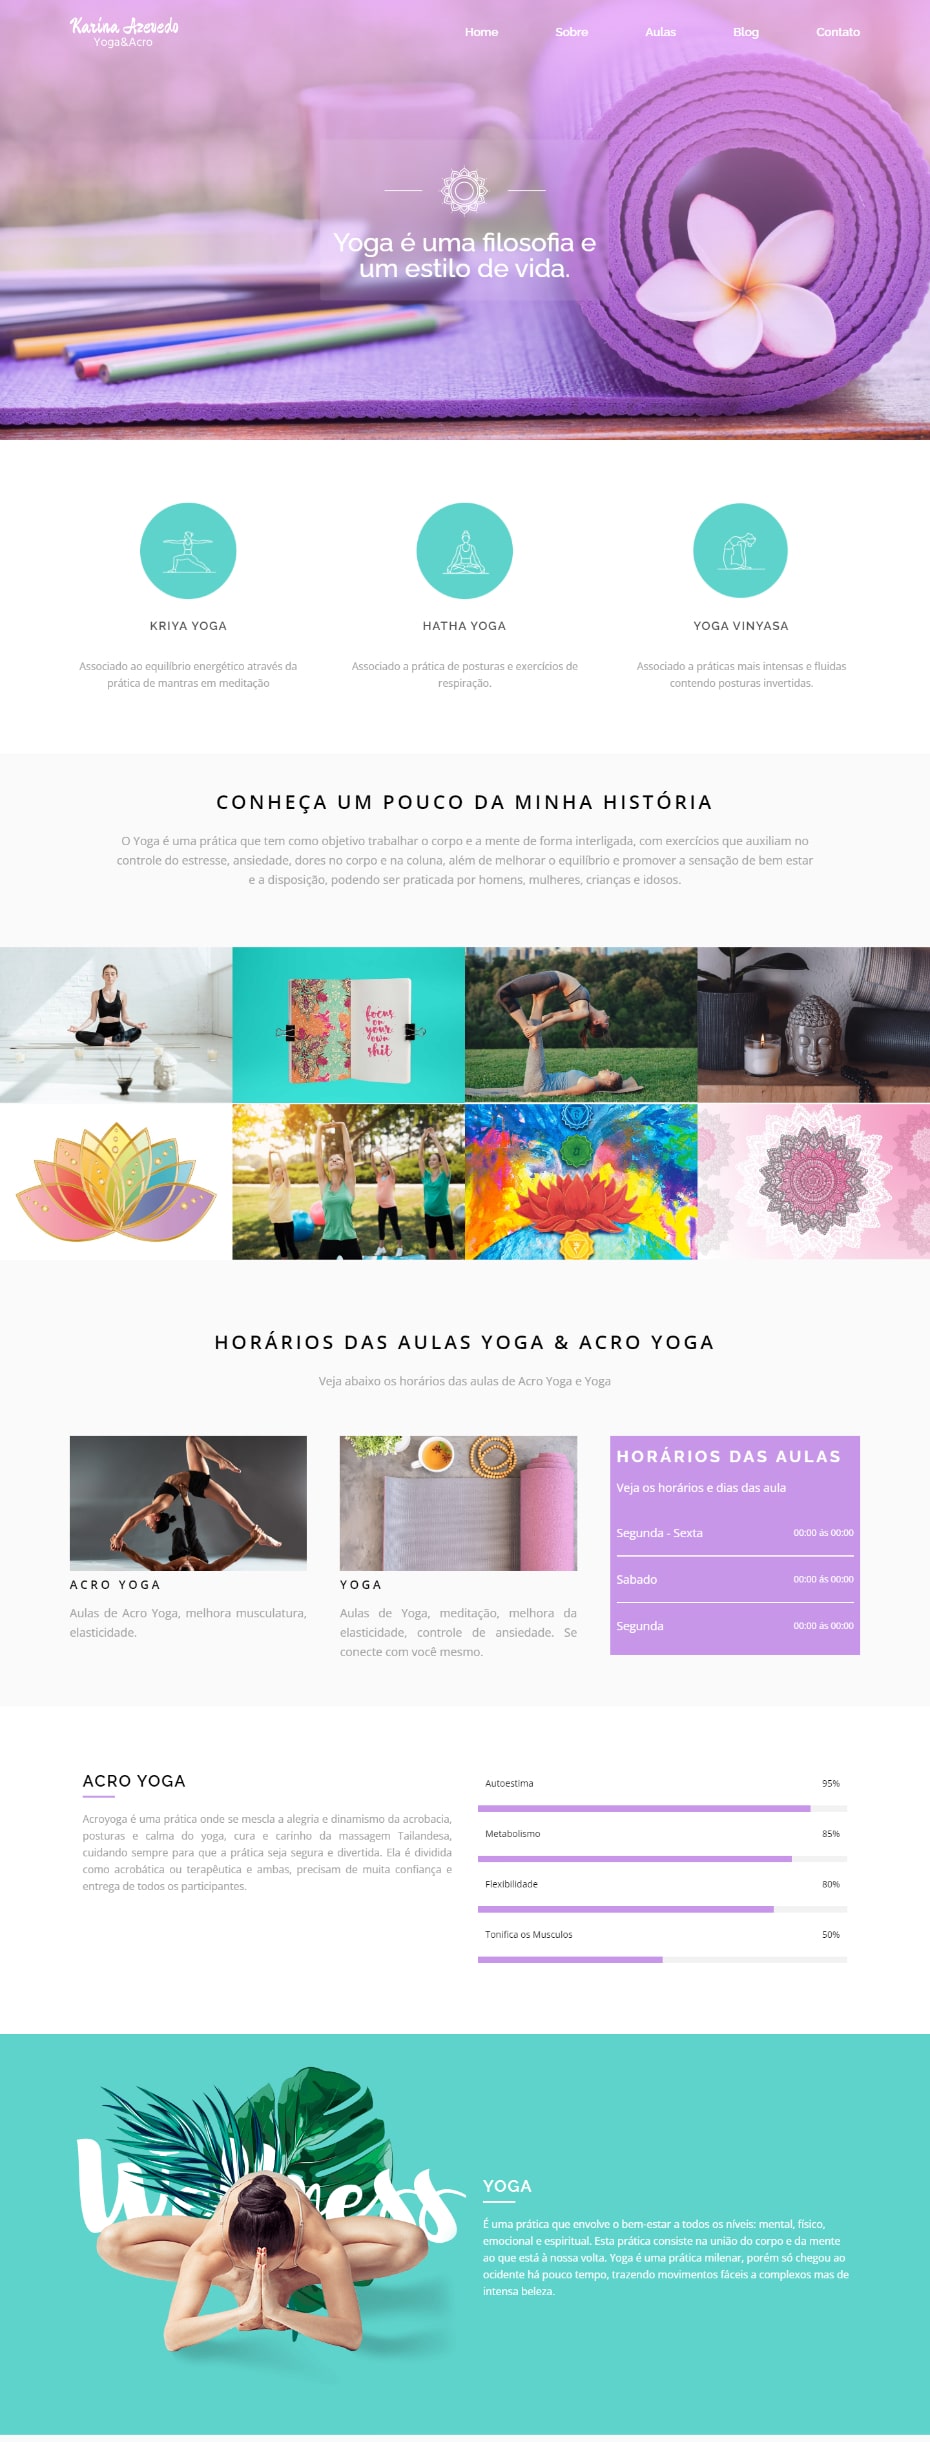 Karina Azevedo
Yoga&Acro
Home
Sobre
Aulas
Blog
Contato
Yoga é uma filosofia e
um estilo de vida.
KRIYA YOGA
Associado ao equilíbrio energético através da
prática de mantras em meditação
HATHA YOGA
Associado a prática de posturas e exercícios de
respiração.
YOGA VINYASA
Associado a práticas mais intensas e fluidas
contendo posturas invertidas.
CONHEÇA UM POUCO DA MINHA HISTÓRIA
O Yoga é uma prática que tem como objetivo trabalhar o corpo e a mente de forma interligada, com exercícios que auxiliam no
controle do estresse, ansiedade, dores no corpo e na coluna, além de melhorar o equilíbrio e promover a sensação de bem estar
e a disposição, podendo ser praticada por homens, mulheres, crianças e idosos.
focus
on
your
own
shit
HORÁRIOS DAS AULAS YOGA & ACRO YOGA
Veja abaixo os horários das aulas de Acro Yoga e Yoga
ACRO YOGA
Aulas de Acro Yoga, melhora musculatura,
elasticidade.
YOGA
Aulas de Yoga, meditação, melhora da
elasticidade, controle de ansiedade. Se
conecte com você mesmo.
HORÁRIOS DAS AULAS
Veja os horários e dias das aula
Segunda - Sexta 00:00 ás 00:00
Sabado 00:00 ás 00:00
Segunda 00:00 ás 00:00
ACRO YOGA
Acroyoga é uma prática onde se mescla a alegria e dinamismo da acrobacia,
posturas e calma do yoga, cura e carinho da massagem Tailandesa,
cuidando sempre para que a prática seja segura e divertida. Ela é dividida
como acrobática ou terapêutica e ambas, precisam de muita confiança e
entrega de todos os participantes.
Autoestima 95%
Metabolismo 85%
Flexibilidade 80%
Tonifica os Musculos 50%
Wellness
YOGA
É uma prática que envolve o bem-estar a todos os níveis: mental, físico,
emocional e espiritual. Esta prática consiste na união do corpo e da mente
ao que está à nossa volta. Yoga é uma prática milenar, porém só chegou ao
ocidente há pouco tempo, trazendo movimentos fáceis a complexos mas de
intensa beleza.